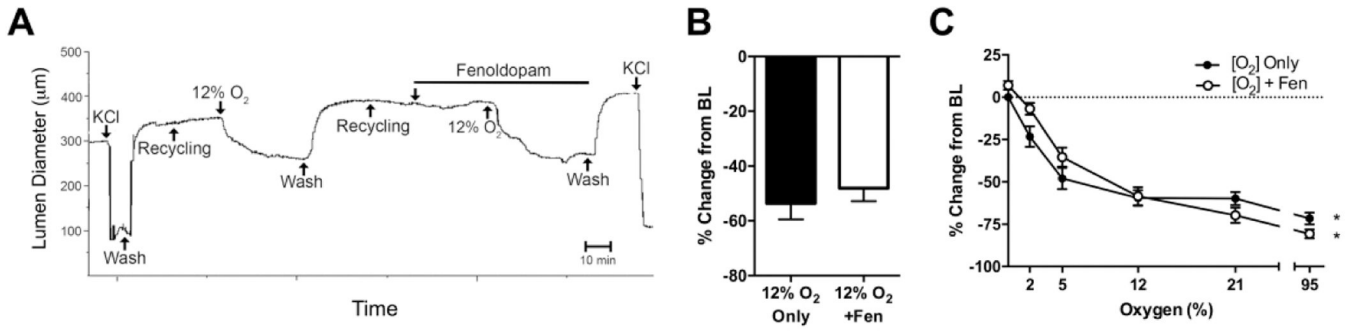 A
Lumen Diameter (µm)
500
400
300
200
100
KCl
Wash
Recycling
12% O2
Wash
Recycling
Fenoldopam
12% O2
Wash
KCl
10 min
Time
B
% Change from BL
-0
-20
-40
-60
-80
12% O2
Only
12% O2
+Fen
C
% Change from BL
25
0
-25
-50
-75
-100
[O2] Only
[O2] + Fen
*
*
2
5
12
21
95
Oxygen (%)